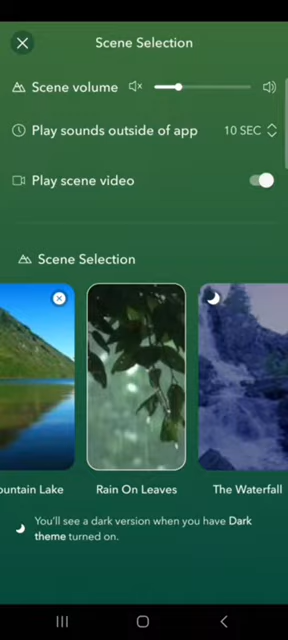 Scene Selection
Scene volume
Play sounds outside of app 10 SEC
Play scene video
Scene Selection
ountain Lake Rain On Leaves The Waterfall
You'll see a dark version when you have Dark
theme turned on.